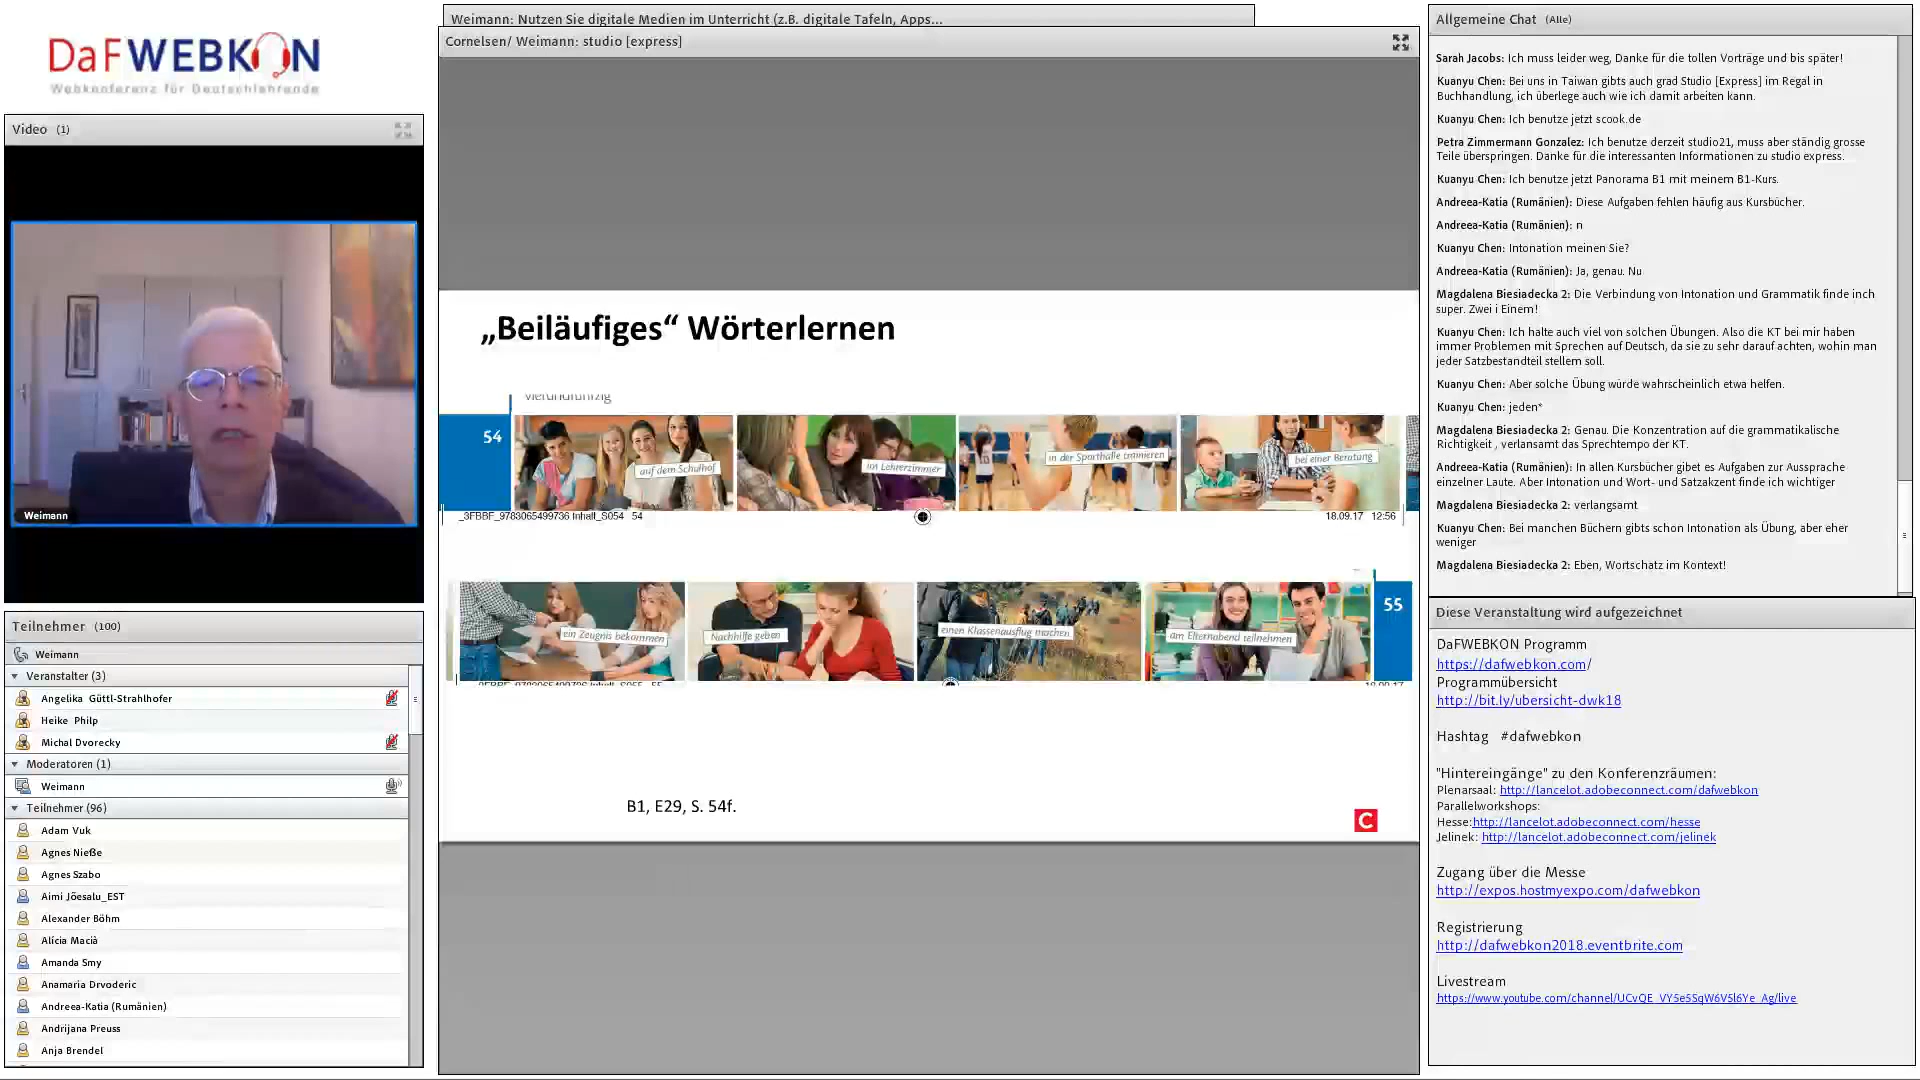 DaFWEBKON
Webkonferenz für Deutschlehrende
Video (1)
Weimann
Teilnehmer (100)
Weimann
Veranstalter (3)
Angelika Güttl-Strahlhofer
Heike Philp
Michal Dvorecky
Moderatoren (1)
Weimann
Teilnehmer (96)
Adam Vuk
Agnes Nieße
Agnes Szabo
Aimi Jõesalu_EST
Alexander Böhm
Alícia Macià
Amanda Smy
Anamaria Drvoderic
Andreea-Katia (Rumänien)
Andrijana Preuss
Anja Brendel
Weimann: Nutzen Sie digitale Medien im Unterricht (z.B. digitale Tafeln, Apps...
Cornelsen/ Weimann: studio [express]
„Beiläufiges“ Wörterlernen
vierundfünfzig
54
auf dem Schulhof
im Lehrerzimmer
in der Sporthalle trainieren
bei einer Beratung
_3FBBF_9783065499736 Inhalt_S054 54
18.09.17 12:56
ein Zeugnis bekommen
Nachhilfe geben
einen Klassenausflug machen
am Elternabend teilnehmen
55
B1, E29, S. 54f.
C
Allgemeine Chat (Alle)
Sarah Jacobs: Ich muss leider weg, Danke für die tollen Vorträge und bis später!
Kuanyu Chen: Bei uns in Taiwan gibts auch grad Studio [Express] im Regal in
Buchhandlung, ich überlege auch wie ich damit arbeiten kann.
Kuanyu Chen: Ich benutze jetzt scook.de
Petra Zimmermann Gonzalez: Ich benutze derzeit studio21, muss aber ständig grosse
Teile überspringen. Danke für die interessanten Informationen zu studio express.
Kuanyu Chen: Ich benutze jetzt Panorama B1 mit meinem B1-Kurs.
Andreea-Katia (Rumänien): Diese Aufgaben fehlen häufig aus Kursbücher.
Andreea-Katia (Rumänien): n
Kuanyu Chen: Intonation meinen Sie?
Andreea-Katia (Rumänien): Ja, genau. Nu
Magdalena Biesiadecka 2: Die Verbindung von Intonation und Grammatik finde inch
super. Zwei i Einem!
Kuanyu Chen: Ich halte auch viel von solchen Übungen. Also die KT bei mir haben
immer Problemen mit Sprechen auf Deutsch, da sie zu sehr darauf achten, wohin man
jeder Satzbestandteil stellem soll.
Kuanyu Chen: Aber solche Übung würde wahrscheinlich etwa helfen.
Kuanyu Chen: jeden*
Magdalena Biesiadecka 2: Genau. Die Konzentration auf die grammatikalische
Richtigkeit , verlansamt das Sprechtempo der KT.
Andreea-Katia (Rumänien): In allen Kursbücher gibet es Aufgaben zur Aussprache
einzelner Laute. Aber Intonation und Wort- und Satzakzent finde ich wichtiger
Magdalena Biesiadecka 2: verlangsamt
Kuanyu Chen: Bei manchen Büchern gibts schon Intonation als Übung, aber eher
weniger
Magdalena Biesiadecka 2: Eben, Wortschatz im Kontext!
Diese Veranstaltung wird aufgezeichnet
DaFWEBKON Programm
https://dafwebkon.com/
Programmübersicht
http://bit.ly/ubersicht-dwk18
Hashtag #dafwebkon
"Hintereingänge" zu den Konferenzräumen:
Plenarsaal: http://lancelot.adobeconnect.com/dafwebkon
Parallelworkshops:
Hesse:http://lancelot.adobeconnect.com/hesse
Jelinek: http://lancelot.adobeconnect.com/jelinek
Zugang über die Messe
http://expos.hostmyexpo.com/dafwebkon
Registrierung
http://dafwebkon2018.eventbrite.com
Livestream
https://www.youtube.com/channel/UCvQE_VY5e5SqW6V5l6Ye_Ag/live